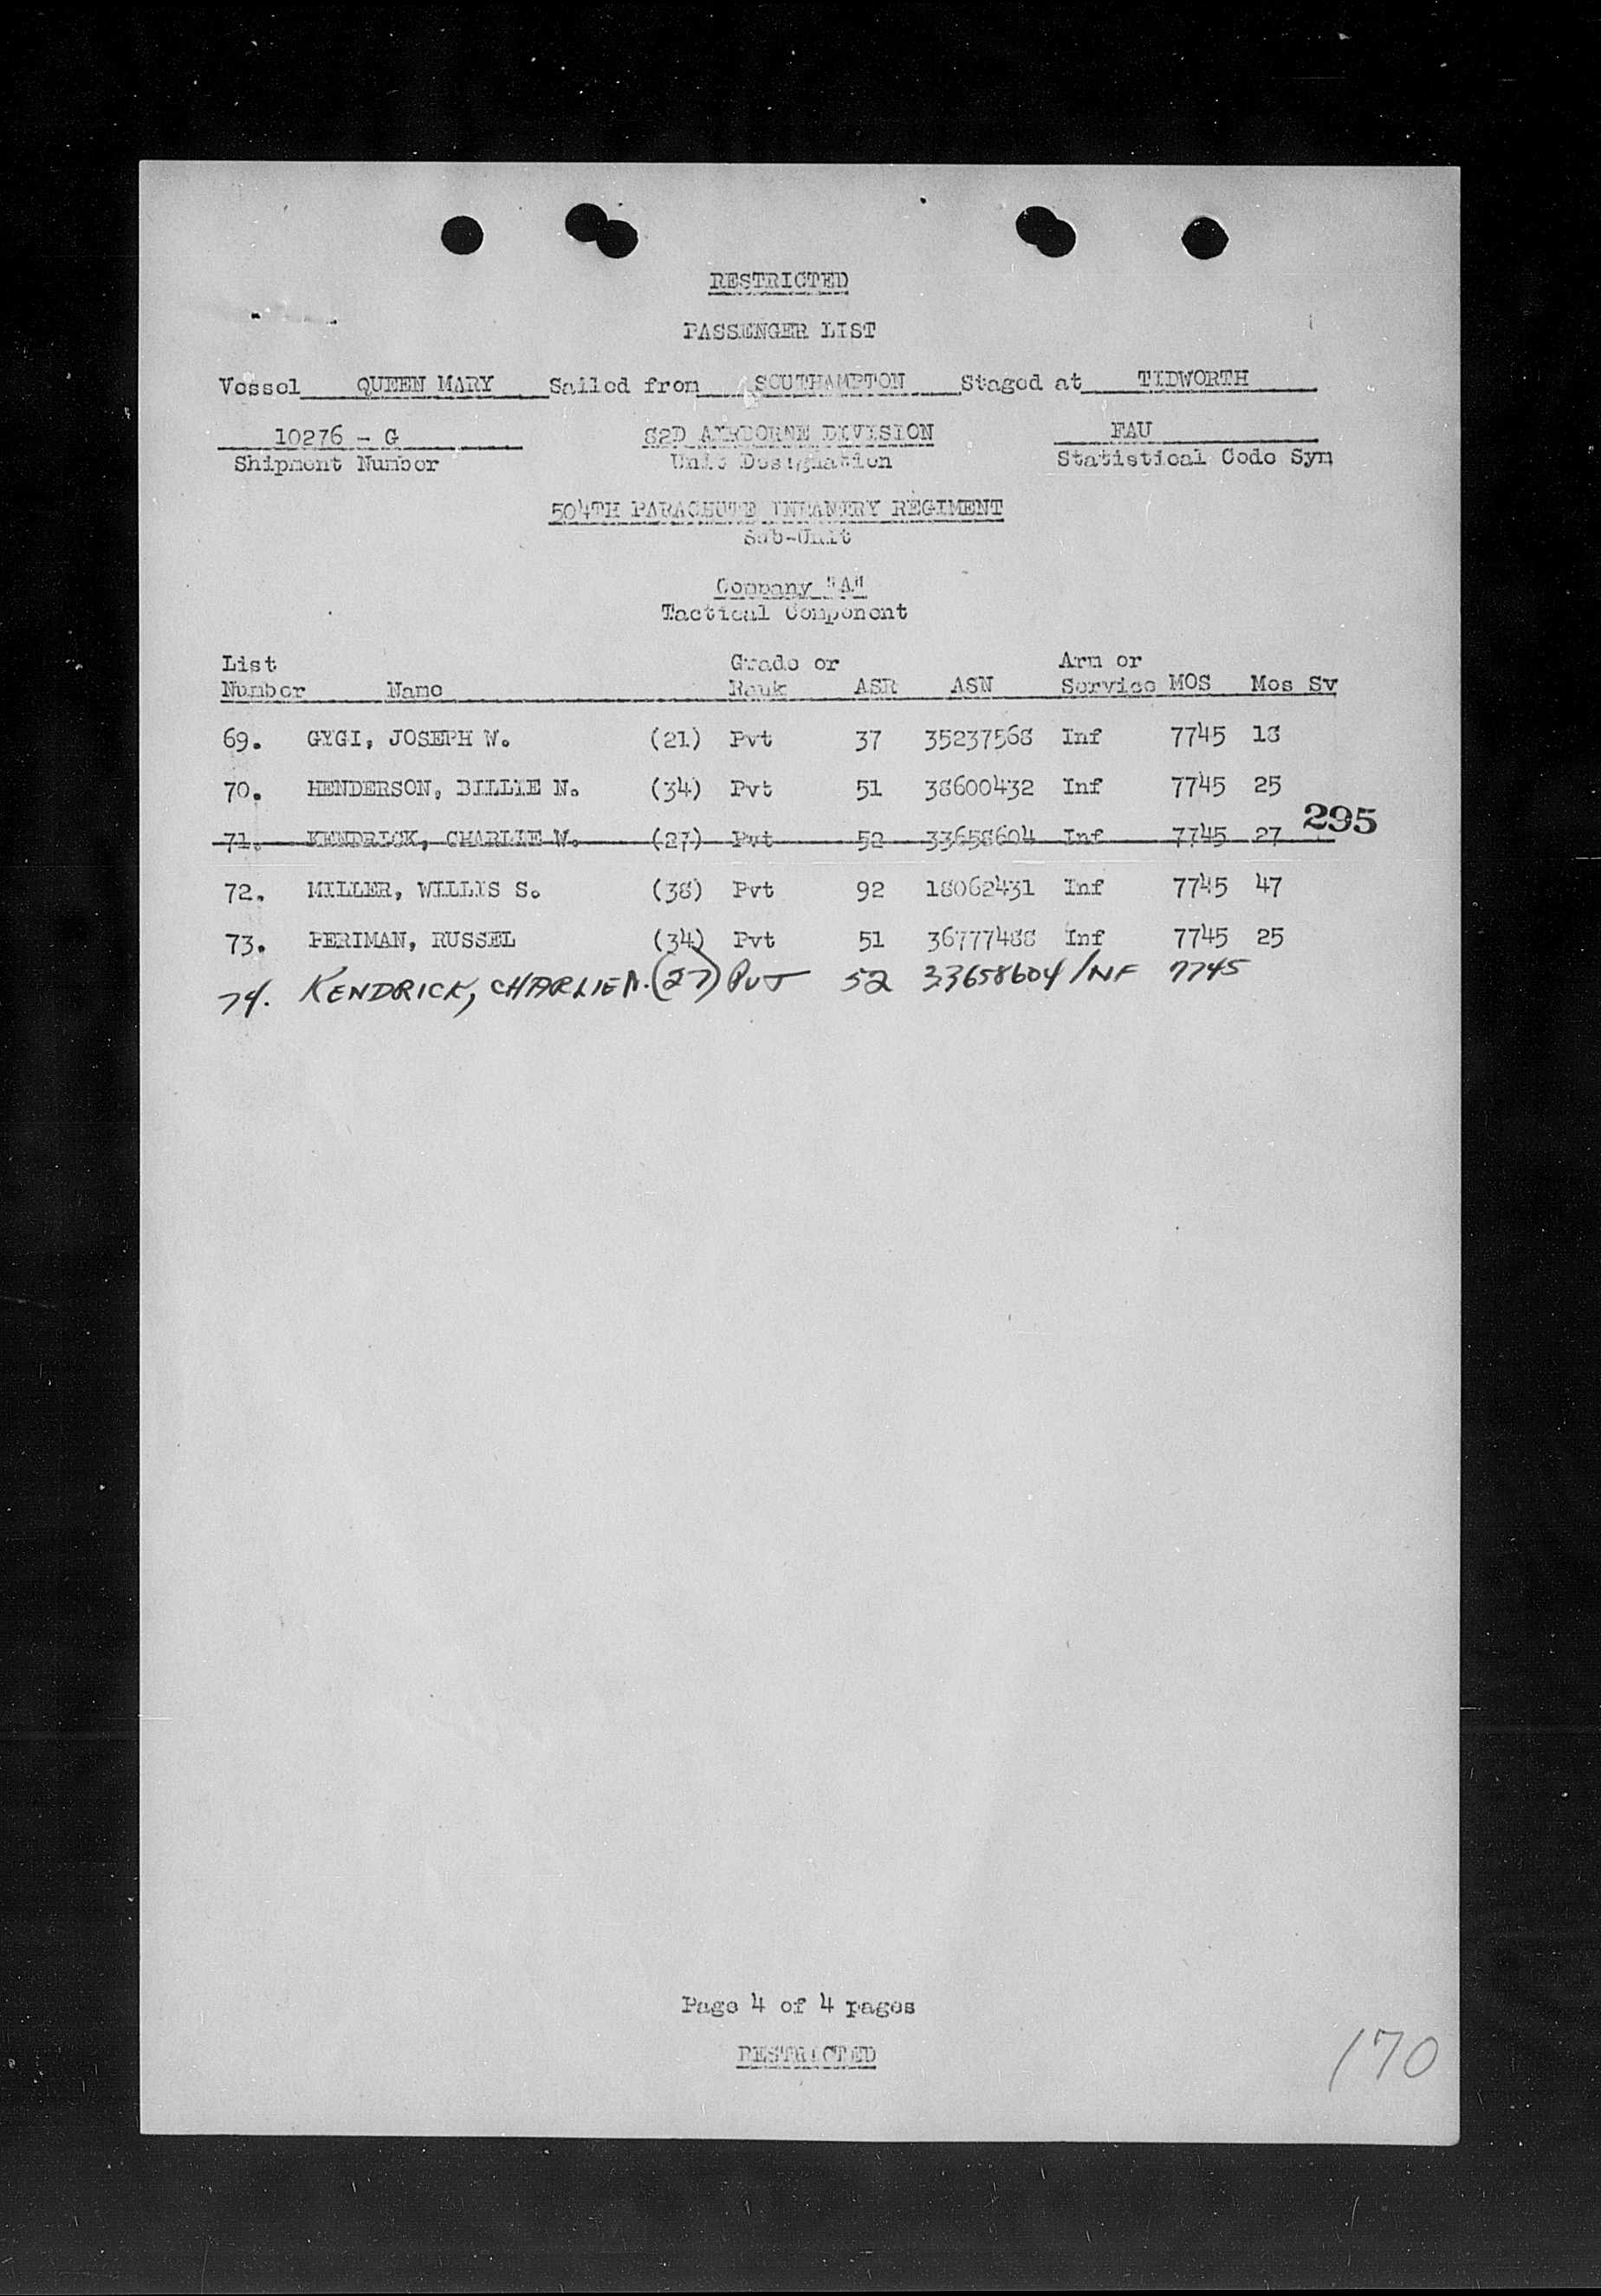 RESTRICTED
PASSENGER LIST
Vessel QUEEN MARY Sailed from SOUTHAMPTON Staged at TIDWORTH
10276 - G 82D AIRBORNE DIVISION FAU
Shipment Number Unit Designation Statistical Code Sym
504TH PARACHUTE INFANTRY REGIMENT
Sub-Unit
Company "A"
Tactical Component
List Grade or Arm or
Number Name Rank ASR ASN Service MOS Mos Sv
69. GYGI, JOSEPH W. (21) Pvt 37 35237568 Inf 7745 18
70. HENDERSON, BILLIE N. (34) Pvt 51 38600432 Inf 7745 25
295
71. KENDRICK, CHARLIE W. (27) Pvt 52 33658604 Inf 7745 27
72. MILLER, WILLIS S. (38) Pvt 92 18062431 Inf 7745 47
73. PERIMAN, RUSSEL (34) Pvt 51 36777488 Inf 7745 25
74. KENDRICK, CHARLIE (27) PVT 52 33658604 INF 7745
Page 4 of 4 pages
RESTRICTED
170